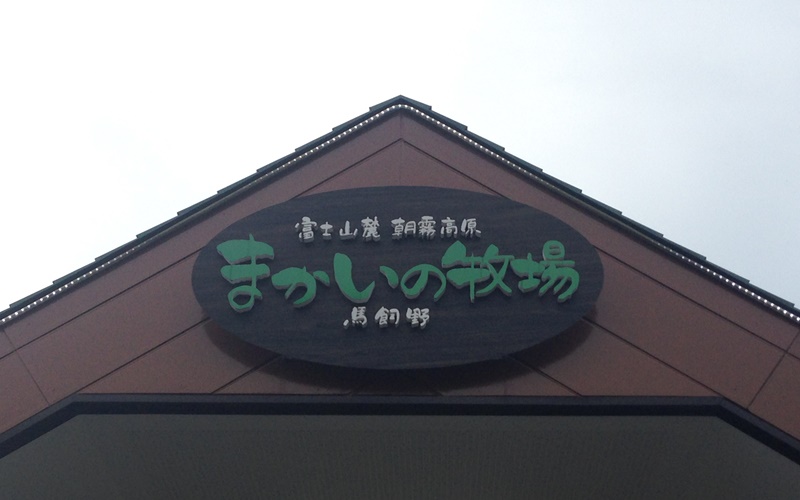 富士山麓 朝霧高原
まかいの牧場
馬飼野